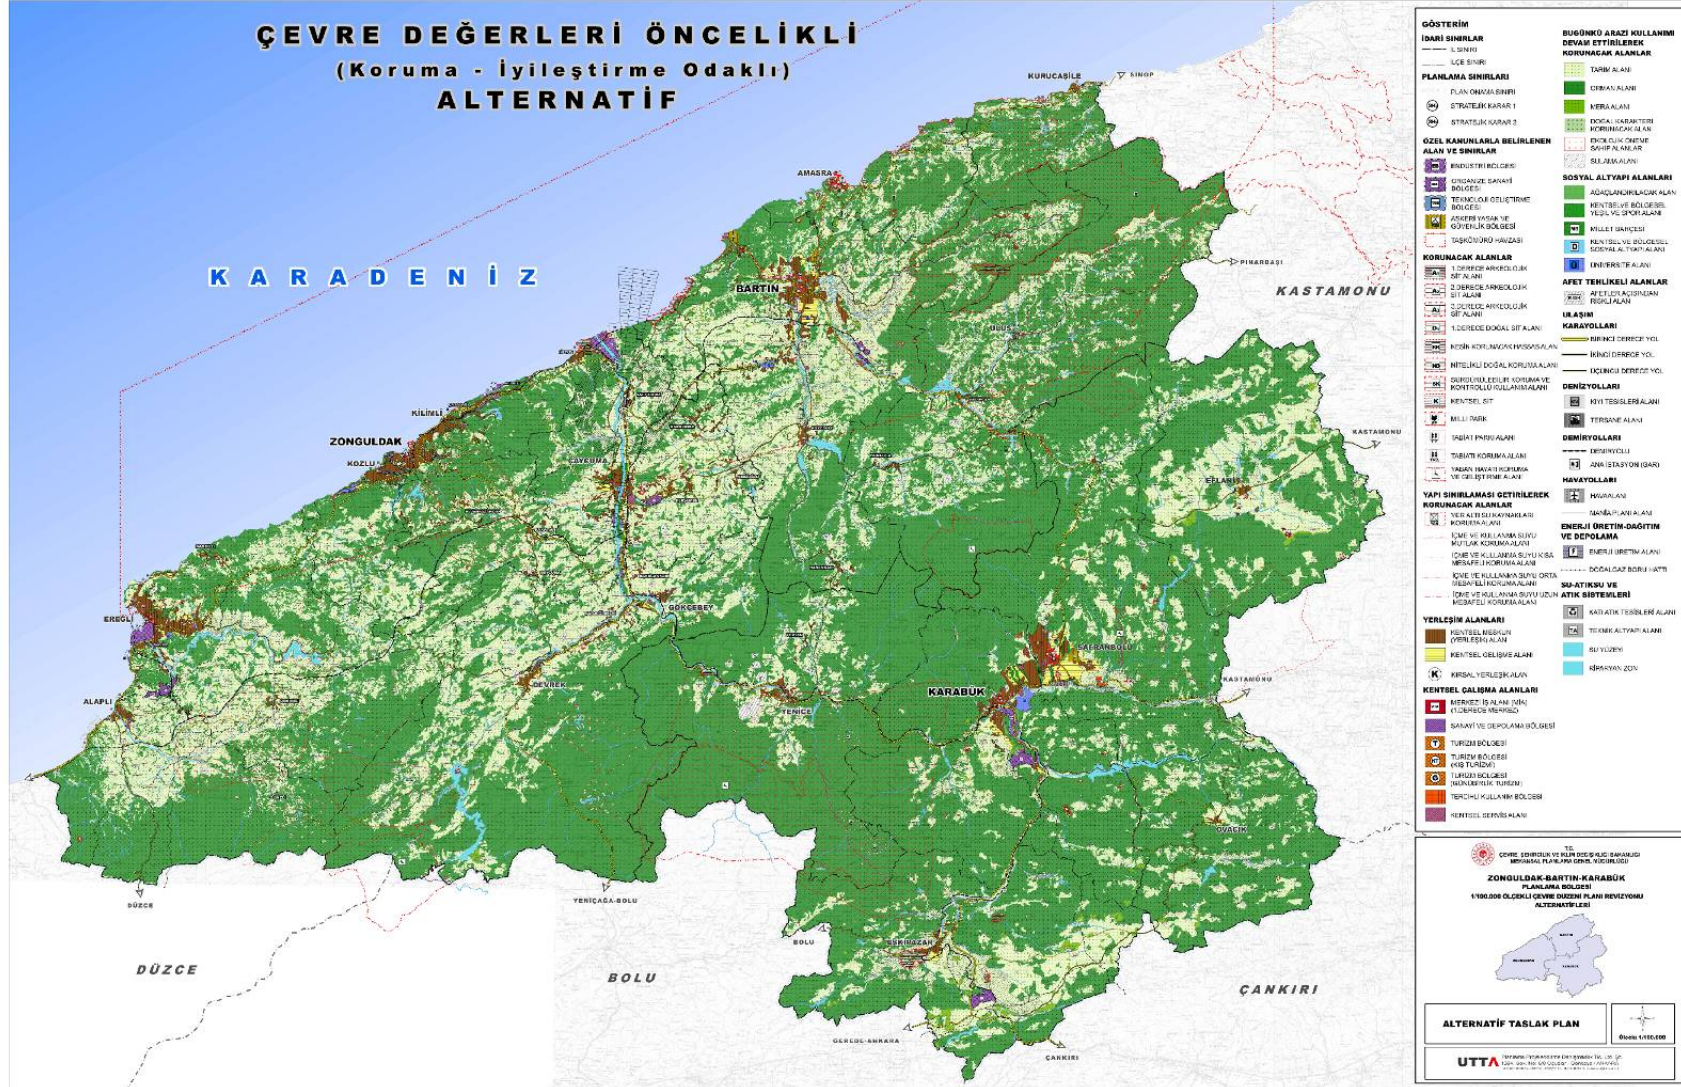 ÇEVRE DEĞERLERİ ÖNCELİKLİ
(Koruma - İyileştirme Odaklı)
ALTERNATİF
KARADENİZ
KURUCAŞİLE
SİNOP
AMASRA
BARTIN
PINARBAŞI
KASTAMONU
ULUS
KİLİMLİ
ZONGULDAK
KOZLU
ÇAYCUMA
KASTAMONU
EFLANİ
EREĞLİ
GÖKÇEBEY
SAFRANBOLU
DEVREK
KARABÜK
KASTAMONU
ALAPLI
YENİCE
OVACIK
DÜZCE
YENİÇAĞA-BOLU
BOLU
ESKİPAZAR
DÜZCE
BOLU
ÇANKIRI
GEREDE-ANKARA
ÇANKIRI
GÖSTERİM
İDARİ SINIRLAR
İL SINIRI
İLÇE SINIRI
PLANLAMA SINIRLARI
PLAN ONAMA SINIRI
STRATEJİK KARAR 1
STRATEJİK KARAR 2
ÖZEL KANUNLARLA BELİRLENEN
ALAN VE SINIRLAR
ENDÜSTRİ BÖLGESİ
ORGANİZE SANAYİ
BÖLGESİ
TEKNOLOJİ GELİŞTİRME
BÖLGESİ
ASKERİ YASAK VE
GÜVENLİK BÖLGESİ
TAŞKÖMÜRÜ HAVZASI
KORUNACAK ALANLAR
1.DERECE ARKEOLOJİK
SİT ALANI
2.DERECE ARKEOLOJİK
SİT ALANI
3.DERECE ARKEOLOJİK
SİT ALANI
1.DERECE DOĞAL SİT ALANI
KESİN KORUNACAK HASSAS ALAN
NİTELİKLİ DOĞAL KORUMA ALANI
SÜRDÜRÜLEBİLİR KORUMA VE
KONTROLLÜ KULLANIM ALANI
KENTSEL SİT
MİLLİ PARK
TABİAT PARKI ALANI
TABİATI KORUMA ALANI
YABAN HAYATI KORUMA
VE GELİŞTİRME ALANI
YAPI SINIRLAMASI GETİRİLEREK
KORUNACAK ALANLAR
YER ALTI SU KAYNAKLARI
KORUMA ALANI
İÇME VE KULLANMA SUYU
MUTLAK KORUMA ALANI
İÇME VE KULLANMA SUYU KISA
MESAFELİ KORUMA ALANI
İÇME VE KULLANMA SUYU ORTA
MESAFELİ KORUMA ALANI
İÇME VE KULLANMA SUYU UZUN
MESAFELİ KORUMA ALANI
YERLEŞİM ALANLARI
KENTSEL MESKUN
(YERLEŞİK) ALAN
KENTSEL GELİŞME ALANI
KIRSAL YERLEŞİK ALAN
KENTSEL ÇALIŞMA ALANLARI
MERKEZİ İŞ ALANI (MİA)
(1.DERECE MERKEZ)
SANAYİ VE DEPOLAMA BÖLGESİ
TURİZM BÖLGESİ
TURİZM BÖLGESİ
(KIŞ TURİZMİ)
TURİZM BÖLGESİ
(GÜNÜBİRLİK TURİZM)
TERCİHLİ KULLANIM BÖLGESİ
KENTSEL SERVİS ALANI
BUGÜNKÜ ARAZİ KULLANIMI
DEVAM ETTİRİLEREK
KORUNACAK ALANLAR
TARIM ALANI
ORMAN ALANI
MERA ALANI
DOĞAL KARAKTERİ
KORUNACAK ALAN
EKOLOJİK ÖNEME
SAHİP ALANLAR
SULAMA ALANI
SOSYAL ALTYAPI ALANLARI
AĞAÇLANDIRILACAK ALAN
KENTSEL VE BÖLGESEL
YEŞİL VE SPOR ALANI
MİLLET BAHÇESİ
KENTSEL VE BÖLGESEL
SOSYAL ALTYAPI ALANI
ÜNİVERSİTE ALANI
AFET TEHLİKELİ ALANLAR
AFETLER AÇISINDAN
RİSKLİ ALAN
ULAŞIM
KARAYOLLARI
BİRİNCİ DERECE YOL
İKİNCİ DERECE YOL
ÜÇÜNCÜ DERECE YOL
DENİZYOLLARI
KIYI TESİSLERİ ALANI
TERSANE ALANI
DEMİRYOLLARI
DEMİRYOLU
ANA İSTASYON (GAR)
HAVAYOLLARI
HAVAALANI
MANİA PLANI ALANI
ENERJİ ÜRETİM-DAĞITIM
VE DEPOLAMA
ENERJİ ÜRETİM ALANI
DOĞALGAZ BORU HATTI
SU-ATIKSU VE
ATIK SİSTEMLERİ
KATI ATIK TESİSLERİ ALANI
TEKNİK ALTYAPI ALANI
SU YÜZEYİ
RİPARYAN ZON
T.C.
ÇEVRE, ŞEHİRCİLİK VE İKLİM DEĞİŞİKLİĞİ BAKANLIĞI
MEKANSAL PLANLAMA GENEL MÜDÜRLÜĞÜ
ZONGULDAK-BARTIN-KARABÜK
PLANLAMA BÖLGESİ
1/100.000 ÖLÇEKLİ ÇEVRE DÜZENİ PLANI REVİZYONU
ALTERNATİFLERİ
ALTERNATİF TASLAK PLAN
Ölçek: 1/100.000
UTTA